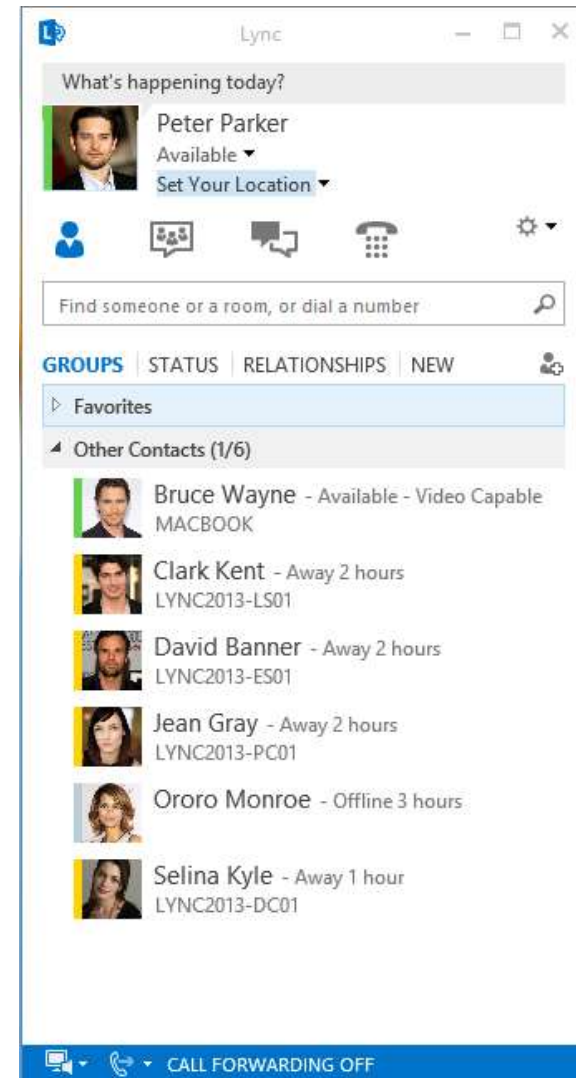 Lync
What's happening today?
Peter Parker
Available
Set Your Location
Find someone or a room, or dial a number
GROUPS STATUS RELATIONSHIPS NEW
Favorites
Other Contacts (1/6)
Bruce Wayne - Available - Video Capable
MACBOOK
Clark Kent - Away 2 hours
LYNC2013-LS01
David Banner - Away 2 hours
LYNC2013-ES01
Jean Gray - Away 2 hours
LYNC2013-PC01
Ororo Monroe - Offline 3 hours
Selina Kyle - Away 1 hour
LYNC2013-DC01
CALL FORWARDING OFF